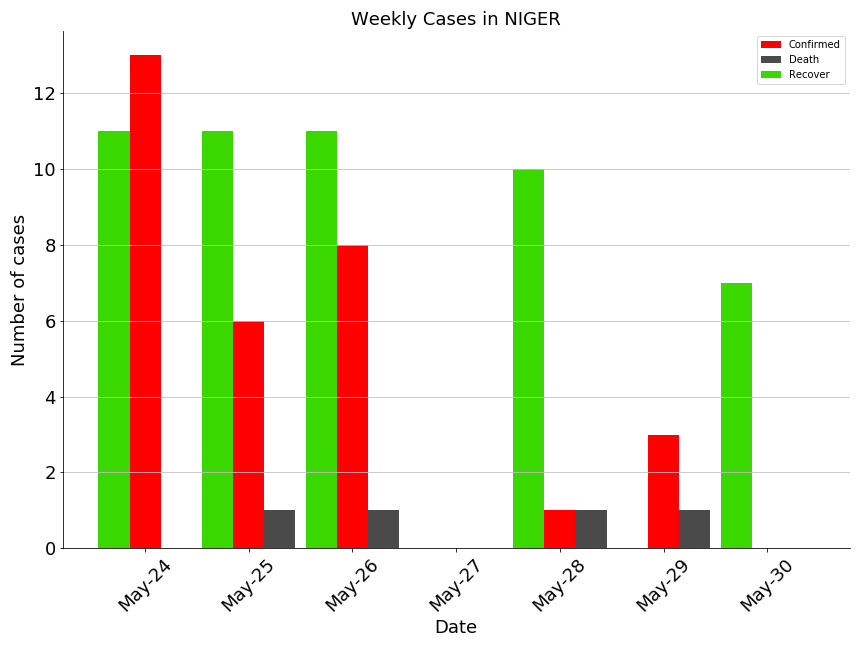 Weekly Cases in NIGER
Confirmed
Death
Recover
Number of cases
12
10
8
6
4
2
0
May-24
May-25
May-26
May-27
May-28
May-29
May-30
Date